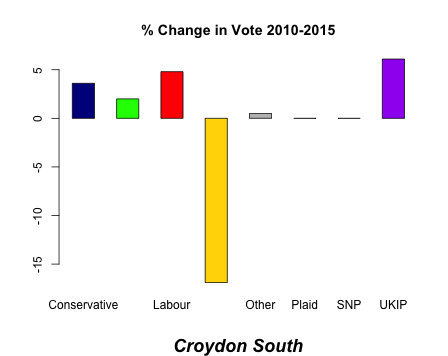 % Change in Vote 2010-2015
5
0
-5
-10
-15
Conservative Labour Other Plaid SNP UKIP
Croydon South